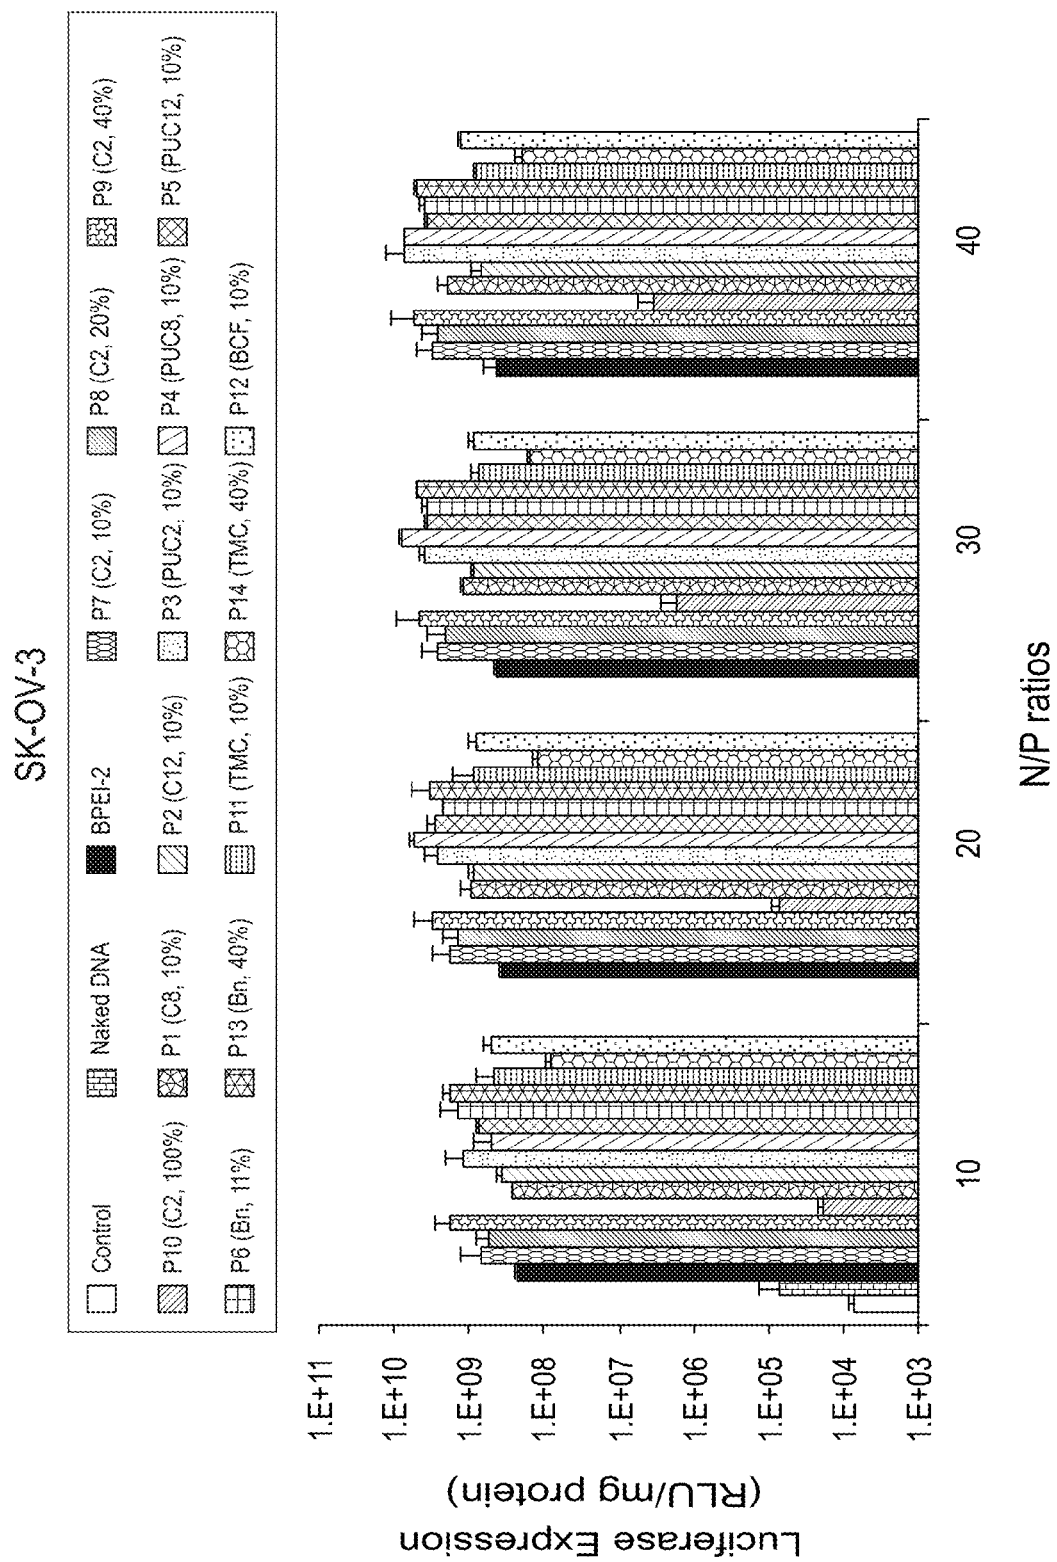 SK-OV-3
Control
Naked DNA
BPEI-2
P7 (C2, 10%)
P8 (C2, 20%)
P9 (C2, 40%)
P10 (C2, 100%)
P1 (C8, 10%)
P2 (C12, 10%)
P3 (PUC2, 10%)
P4 (PUC8, 10%)
P5 (PUC12, 10%)
P6 (Bn, 11%)
P13 (Bn, 40%)
P11 (TMC, 10%)
P14 (TMC, 40%)
P12 (BCF, 10%)
Luciferase Expression
(RLU/mg protein)
1.E+11
1.E+10
1.E+09
1.E+08
1.E+07
1.E+06
1.E+05
1.E+04
1.E+03
10
20
30
40
N/P ratios